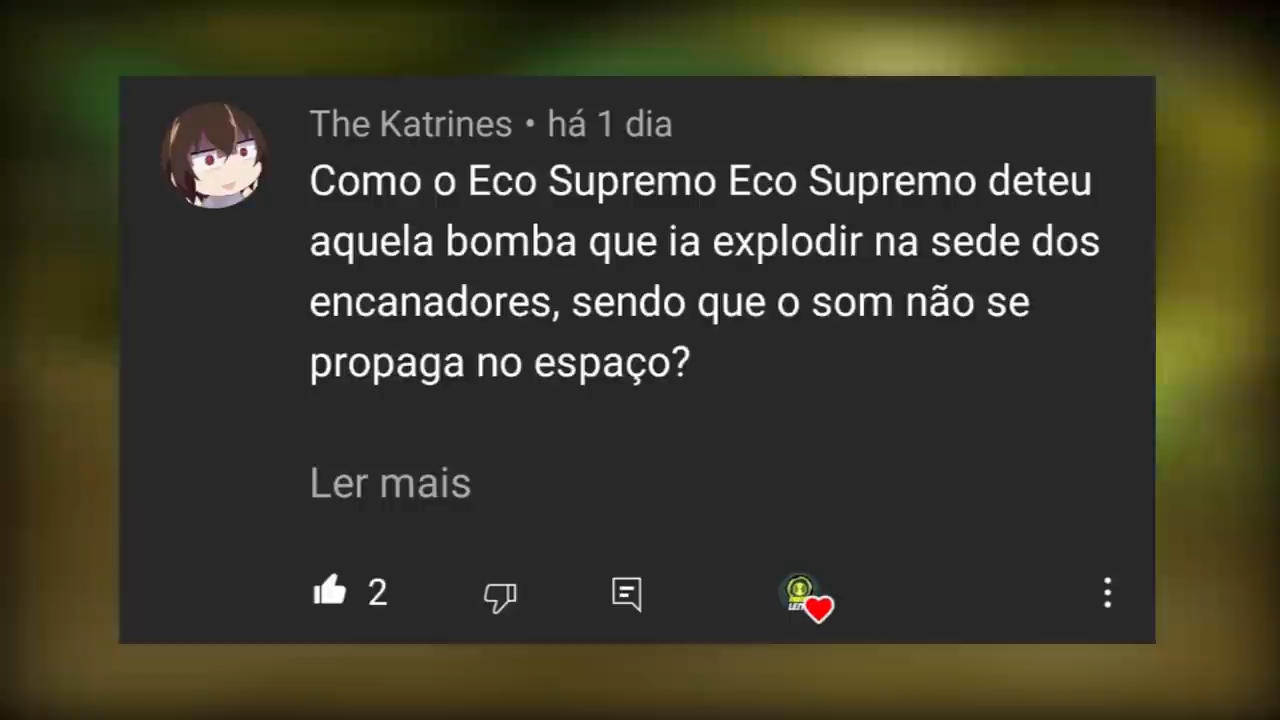 The Katrines • há 1 dia
Como o Eco Supremo Eco Supremo deteu
aquela bomba que ia explodir na sede dos
encanadores, sendo que o som não se
propaga no espaço?
Ler mais
2